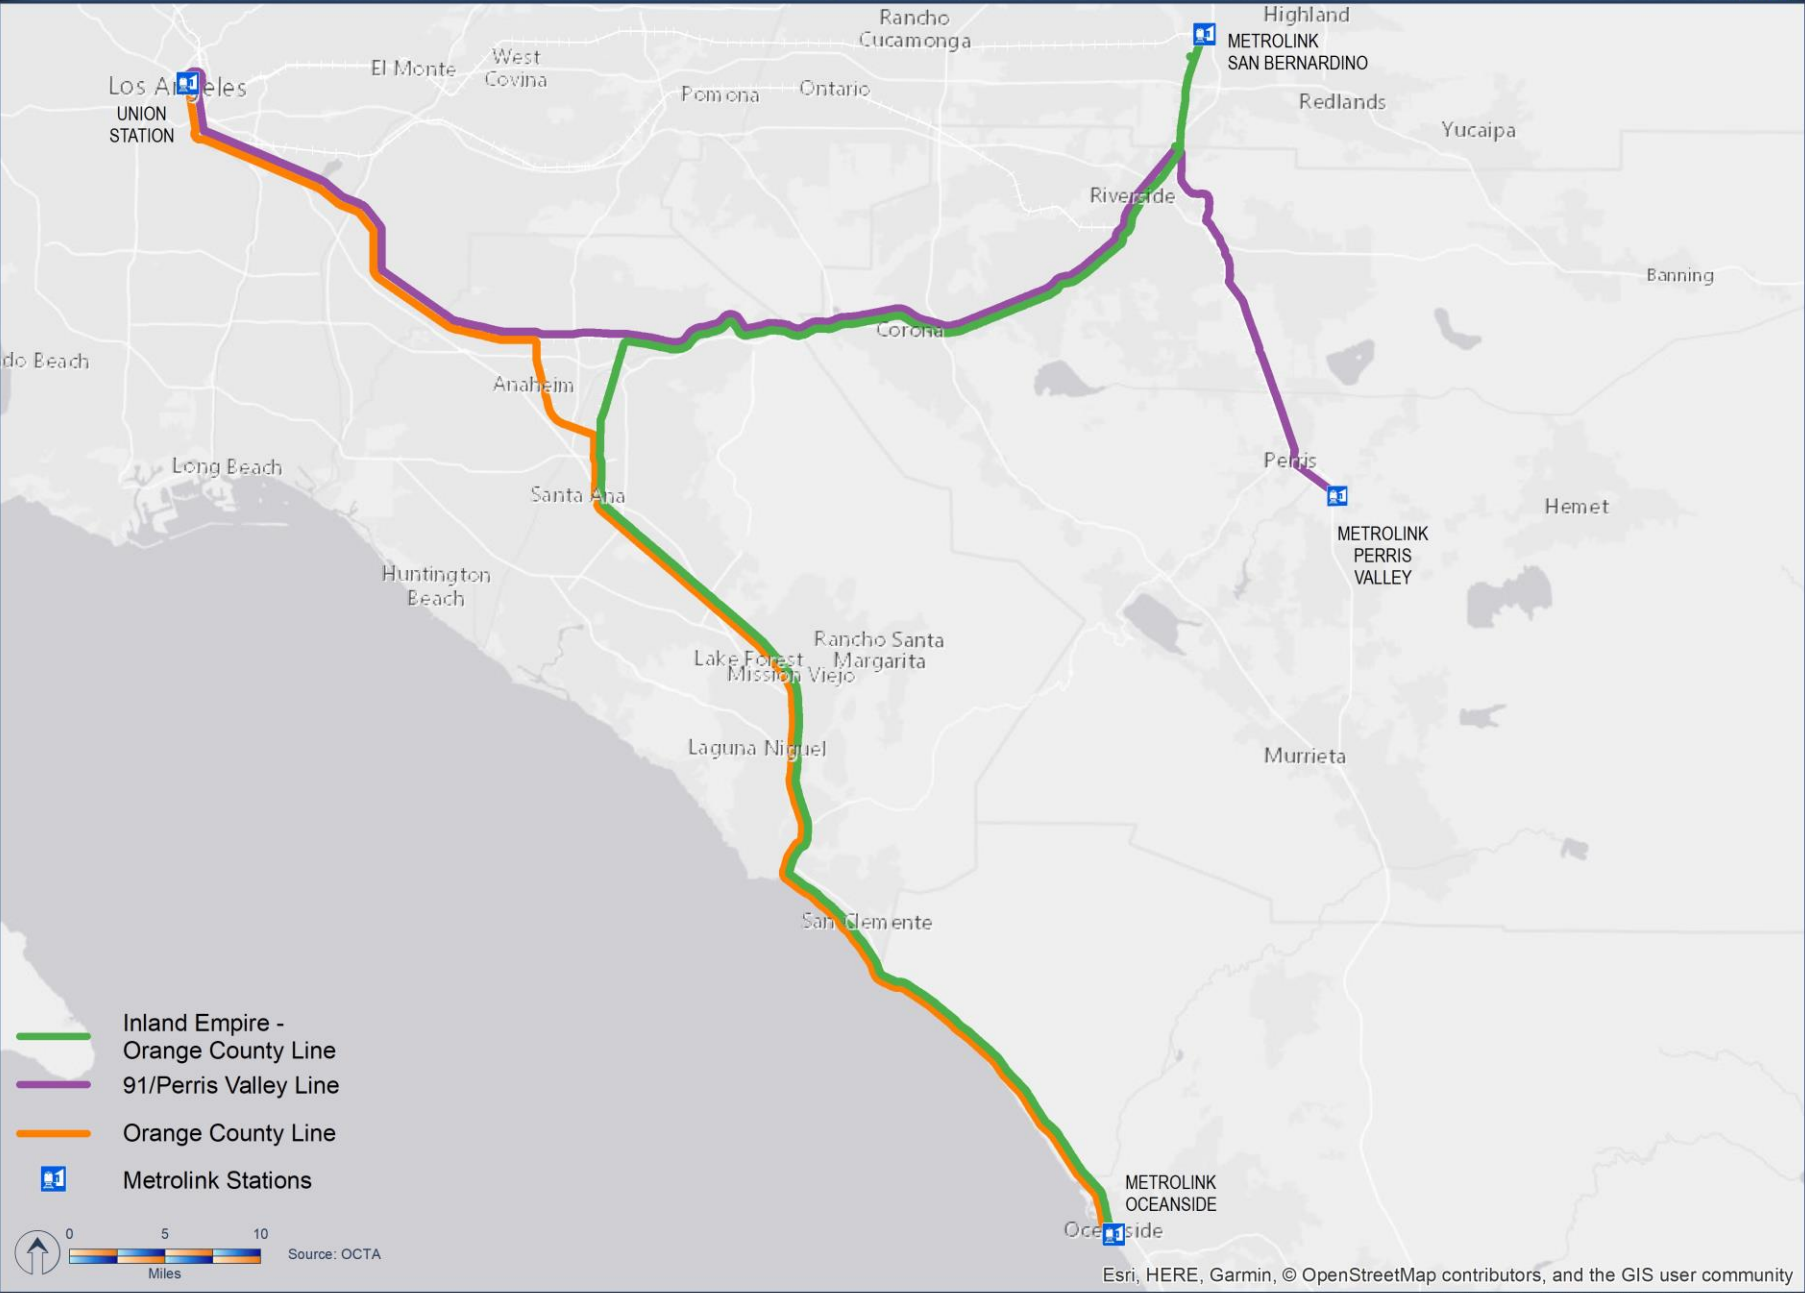 Rancho
Cucamonga
Highland
METROLINK
SAN BERNARDINO
West
Covina
El Monte
Los Angeles
UNION
STATION
Pomona
Ontario
Redlands
Yucaipa
Riverside
Banning
Corona
do Beach
Anaheim
Long Beach
Santa Ana
Perris
METROLINK
PERRIS
VALLEY
Hemet
Huntington
Beach
Rancho Santa
Margarita
Lake Forest
Mission Viejo
Laguna Niguel
Murrieta
San Clemente
Inland Empire -
Orange County Line
91/Perris Valley Line
Orange County Line
Metrolink Stations
METROLINK
OCEANSIDE
Oceanside
0 5 10
Miles
Source: OCTA
Esri, HERE, Garmin, © OpenStreetMap contributors, and the GIS user community